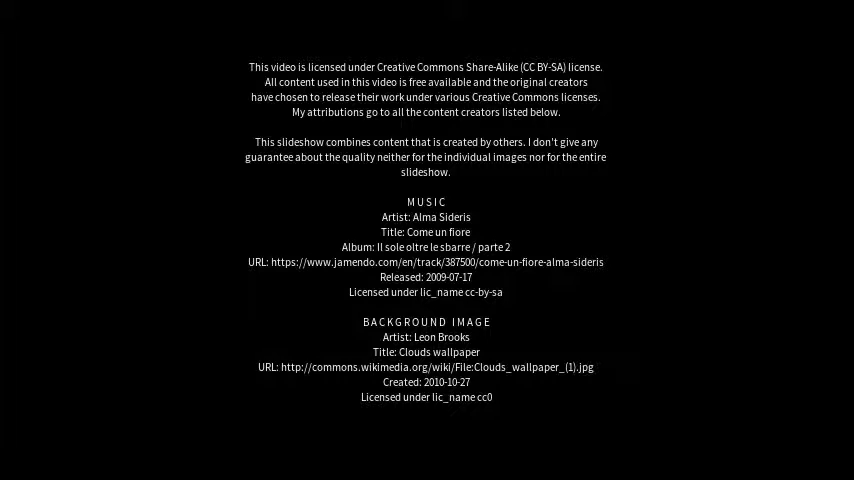 This video is licensed under Creative Commons Share-Alike (CC BY-SA) license.
All content used in this video is free available and the original creators
have chosen to release their work under various Creative Commons licenses.
My attributions go to all the content creators listed below.
This slideshow combines content that is created by others. I don't give any
guarantee about the quality neither for the individual images nor for the entire
slideshow.
MUSIC
Artist: Alma Sideris
Title: Come un fiore
Album: Il sole oltre le sbarre / parte 2
URL: https://www.jamendo.com/en/track/387500/come-un-fiore-alma-sideris
Released: 2009-07-17
Licensed under lic_name cc-by-sa
BACKGROUND IMAGE
Artist: Leon Brooks
Title: Clouds wallpaper
URL: http://commons.wikimedia.org/wiki/File:Clouds_wallpaper_(1).jpg
Created: 2010-10-27
Licensed under lic_name cc0